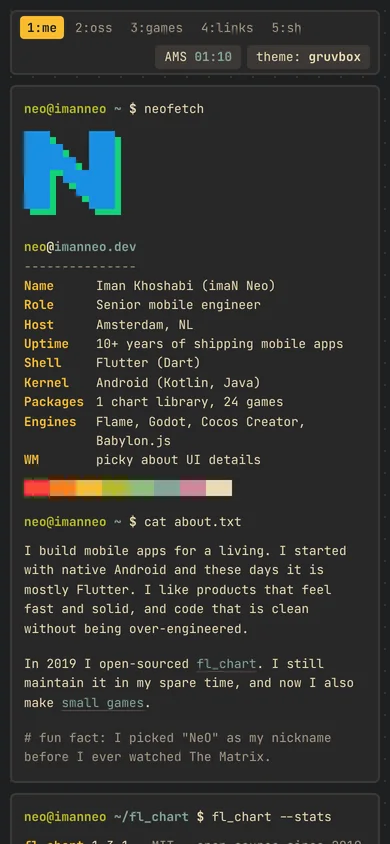 1:me 2:oss 3:games 4:links 5:sh
AMS 01:10 theme: gruvbox
neo@imanneo ~ $ neofetch
N
neo@imanneo.dev
---------------
Name Iman Khoshabi (imaN Neo)
Role Senior mobile engineer
Host Amsterdam, NL
Uptime 10+ years of shipping mobile apps
Shell Flutter (Dart)
Kernel Android (Kotlin, Java)
Packages 1 chart library, 24 games
Engines Flame, Godot, Cocos Creator,
Babylon.js
WM picky about UI details
neo@imanneo ~ $ cat about.txt
I build mobile apps for a living. I started
with native Android and these days it is
mostly Flutter. I like products that feel
fast and solid, and code that is clean
without being over-engineered.
In 2019 I open-sourced fl_chart. I still
maintain it in my spare time, and now I also
make small games.
# fun fact: I picked "NeO" as my nickname
before I ever watched The Matrix.
neo@imanneo ~/fl_chart $ fl_chart --stats